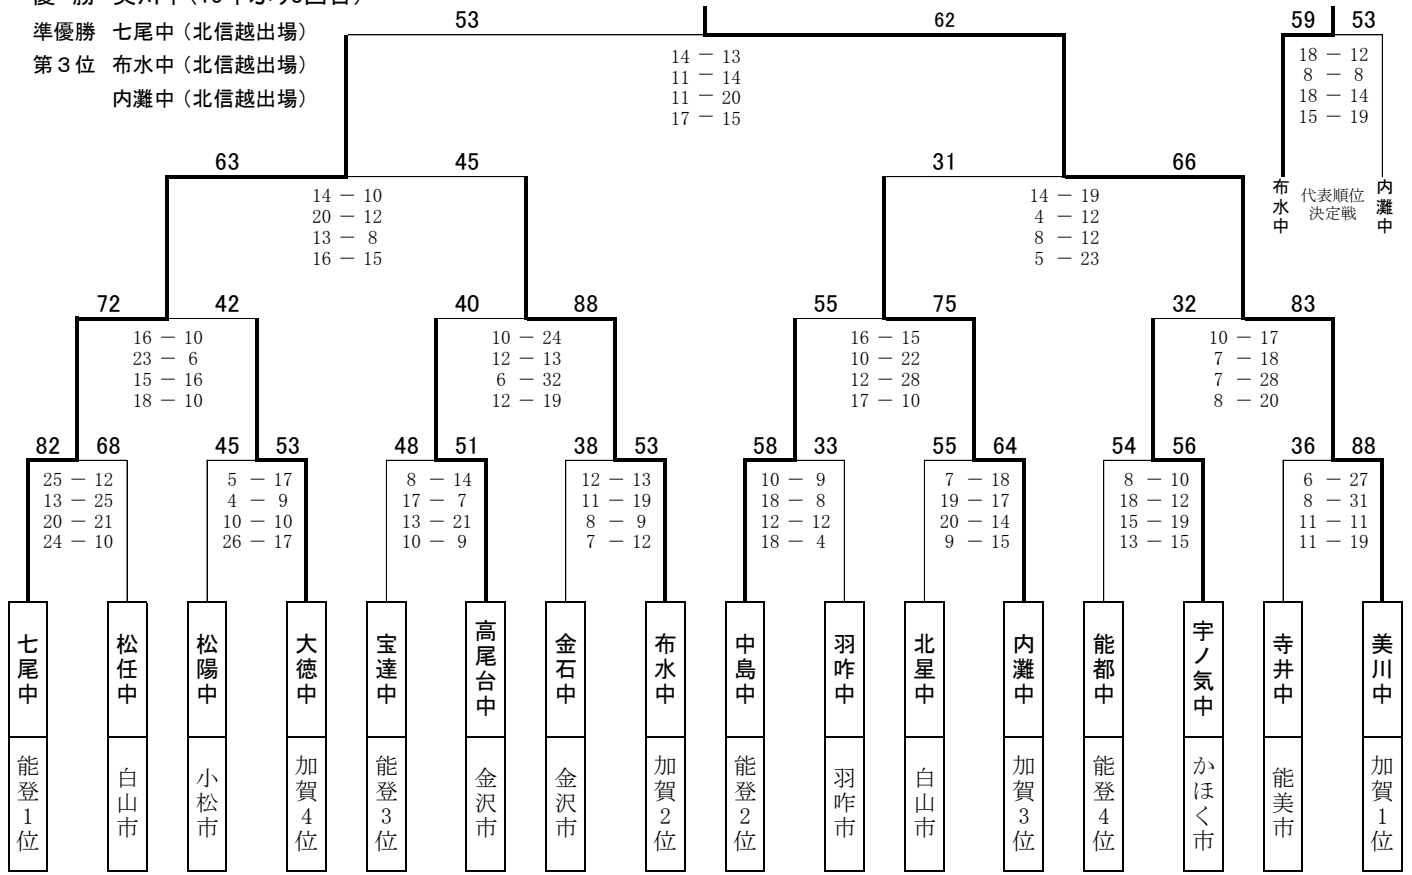 準優勝 七尾中(北信越出場)
第３位 布水中(北信越出場)
内灘中(北信越出場)
53 62
14 － 13
11 － 14
11 － 20
17 － 15
59 53
18 － 12
8 － 8
18 － 14
15 － 19
布水中
代表順位
決定戦
内灘中
63 45
14 － 10
20 － 12
13 － 8
16 － 15
31 66
14 － 19
4 － 12
8 － 12
5 － 23
72 42
16 － 10
23 － 6
15 － 16
18 － 10
40 88
10 － 24
12 － 13
6 － 32
12 － 19
55 75
16 － 15
10 － 22
12 － 28
17 － 10
32 83
10 － 17
7 － 18
7 － 28
8 － 20
82 68
25 － 12
13 － 25
20 － 21
24 － 10
45 53
5 － 17
4 － 9
10 － 10
26 － 17
48 51
8 － 14
17 － 7
13 － 21
10 － 9
38 53
12 － 13
11 － 19
8 － 9
7 － 12
58 33
10 － 9
18 － 8
12 － 12
18 － 4
55 64
7 － 18
19 － 17
20 － 14
9 － 15
54 56
8 － 10
18 － 12
15 － 19
13 － 15
36 88
6 － 27
8 － 31
11 － 11
11 － 19
七尾中
能登1位
松任中
白山市
松陽中
小松市
大徳中
加賀4位
宝達中
能登3位
高尾台中
金沢市
金石中
金沢市
布水中
加賀2位
中島中
能登2位
羽咋中
羽咋市
北星中
白山市
内灘中
加賀3位
能都中
能登4位
宇ノ気中
かほく市
寺井中
能美市
美川中
加賀1位